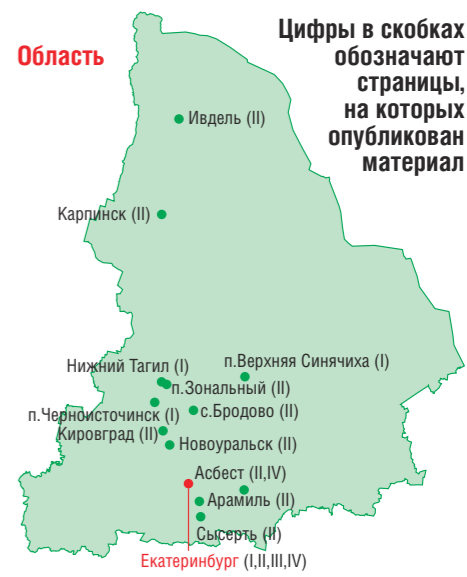 Область
Цифры в скобках
обозначают
страницы,
на которых
опубликован
материал
Ивдель (II)
Карпинск (II)
Нижний Тагил (I)
п.Верхняя Синячиха (I)
п.Зональный (II)
п.Черноисточинск (I)
с.Бродово (II)
Кировград (II)
Новоуральск (II)
Асбест (II,IV)
Арамиль (II)
Сысерть (II)
Екатеринбург (I,II,III,IV)